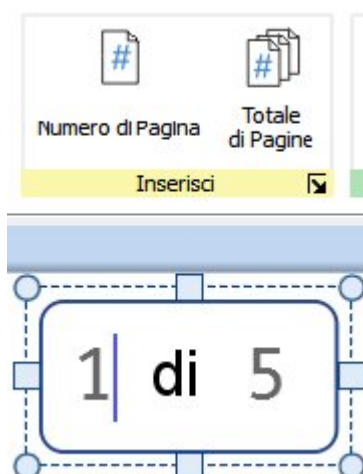 #
#
Numero di Pagina
Totale
di Pagine
Inserisci
1 di 5